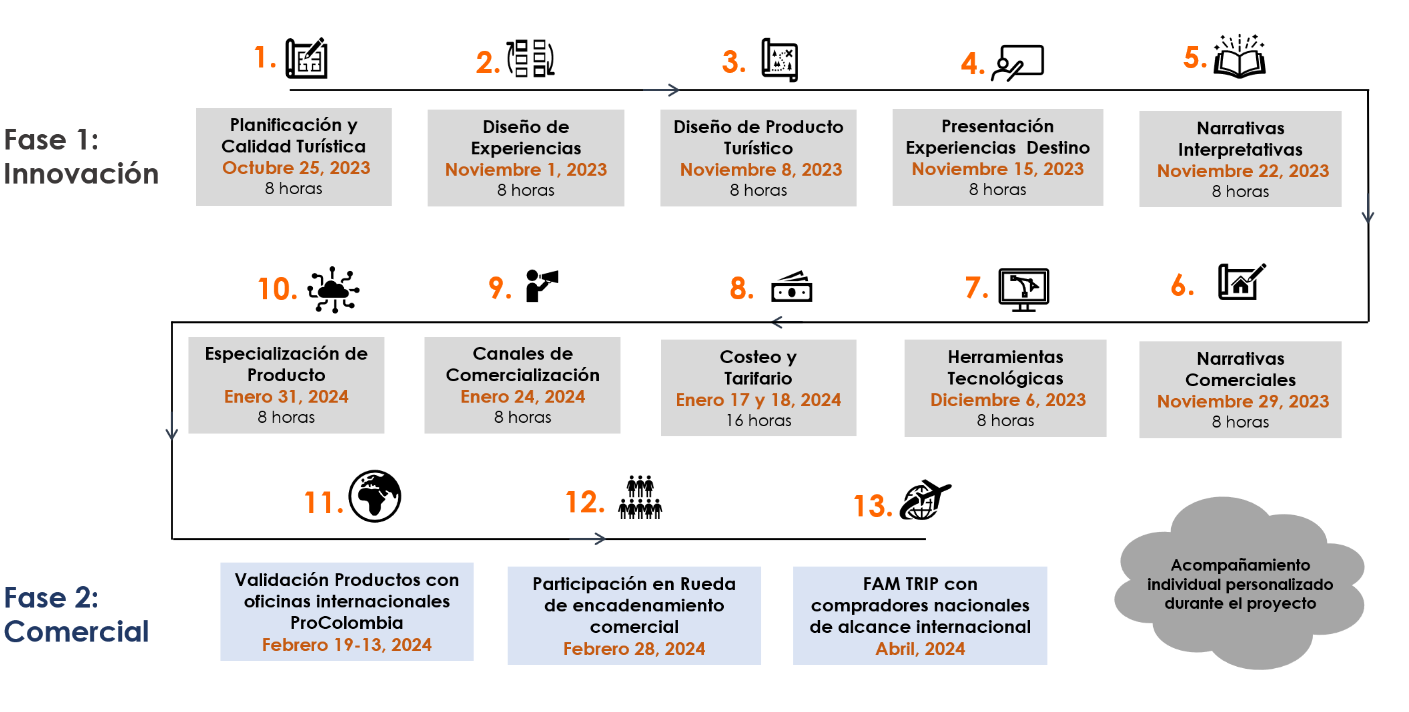 Fase 1:
Innovación
1.
Planificación y
Calidad Turística
Octubre 25, 2023
8 horas
2.
Diseño de
Experiencias
Noviembre 1, 2023
8 horas
3.
Diseño de Producto
Turístico
Noviembre 8, 2023
8 horas
4.
Presentación
Experiencias Destino
Noviembre 15, 2023
8 horas
5.
Narrativas
Interpretativas
Noviembre 22, 2023
8 horas
6.
Narrativas
Comerciales
Noviembre 29, 2023
8 horas
7.
Herramientas
Tecnológicas
Diciembre 6, 2023
8 horas
8.
Costeo y
Tarifario
Enero 17 y 18, 2024
16 horas
9.
Canales de
Comercialización
Enero 24, 2024
8 horas
10.
Especialización de
Producto
Enero 31, 2024
8 horas
Fase 2:
Comercial
11.
Validación Productos con
oficinas internacionales
ProColombia
Febrero 19-13, 2024
12.
Participación en Rueda
de encadenamiento
comercial
Febrero 28, 2024
13.
FAM TRIP con
compradores nacionales
de alcance internacional
Abril, 2024
Acompañamiento
individual personalizado
durante el proyecto